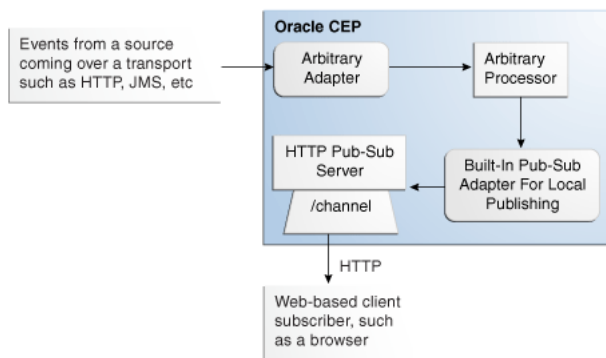 Oracle CEP
Events from a source
coming over a transport
such as HTTP, JMS, etc
Arbitrary
Adapter
Arbitrary
Processor
HTTP Pub-Sub
Server
/channel
Built-In Pub-Sub
Adapter For Local
Publishing
HTTP
Web-based client
subscriber, such
as a browser